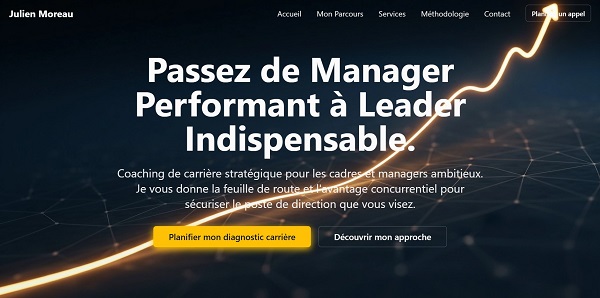 Julien Moreau
Accueil Mon Parcours Services Méthodologie Contact Planifier un appel
Passez de Manager
Performant à Leader
Indispensable.
Coaching de carrière stratégique pour les cadres et managers ambitieux.
Je vous donne la feuille de route et l'avantage concurrentiel pour
sécuriser le poste de direction que vous visez.
Planifier mon diagnostic carrière Découvrir mon approche